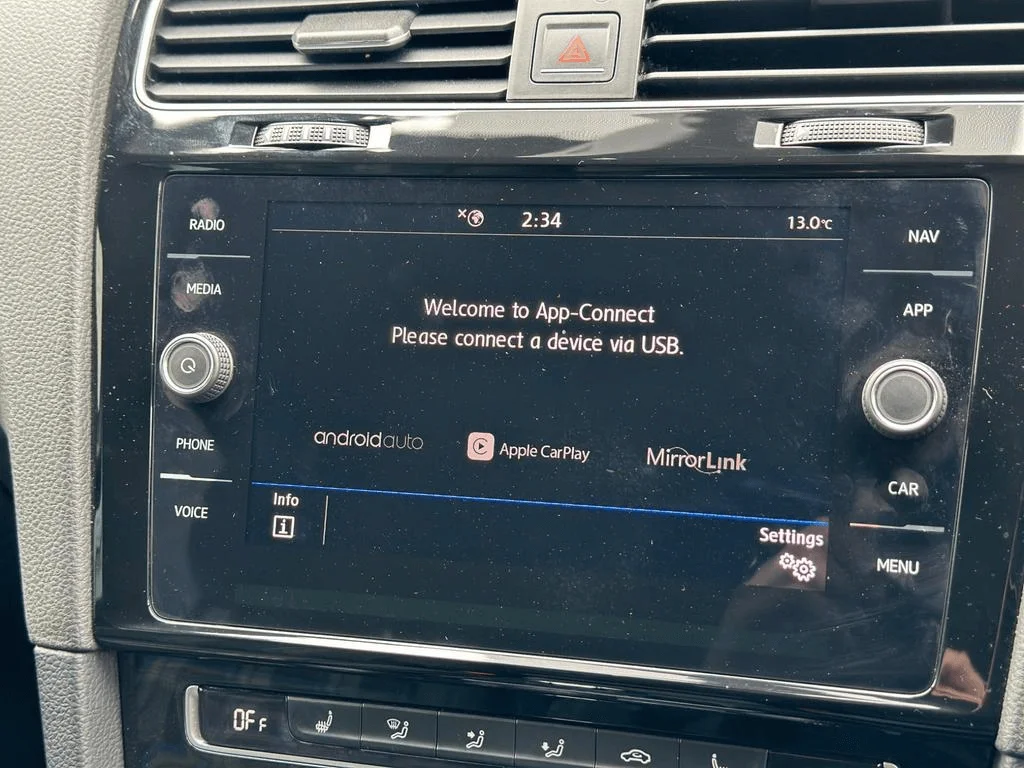 2:34
13.0°C
RADIO
NAV
MEDIA
APP
Welcome to App-Connect
Please connect a device via USB.
PHONE
androidauto
Apple CarPlay
MirrorLink
CAR
VOICE
Info
i
Settings
MENU
OFF